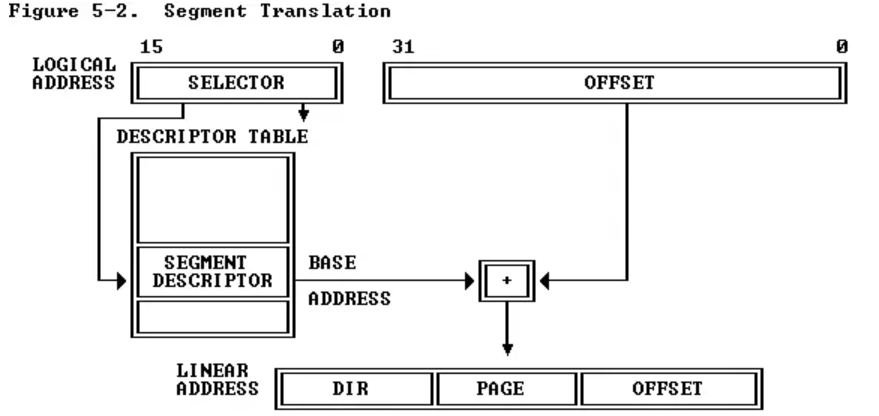 Figure 5-2. Segment Translation
15 0 31 0
LOGICAL
ADDRESS
SELECTOR
OFFSET
DESCRIPTOR TABLE
SEGMENT
DESCRIPTOR
BASE
ADDRESS
+
LINEAR
ADDRESS
DIR
PAGE
OFFSET